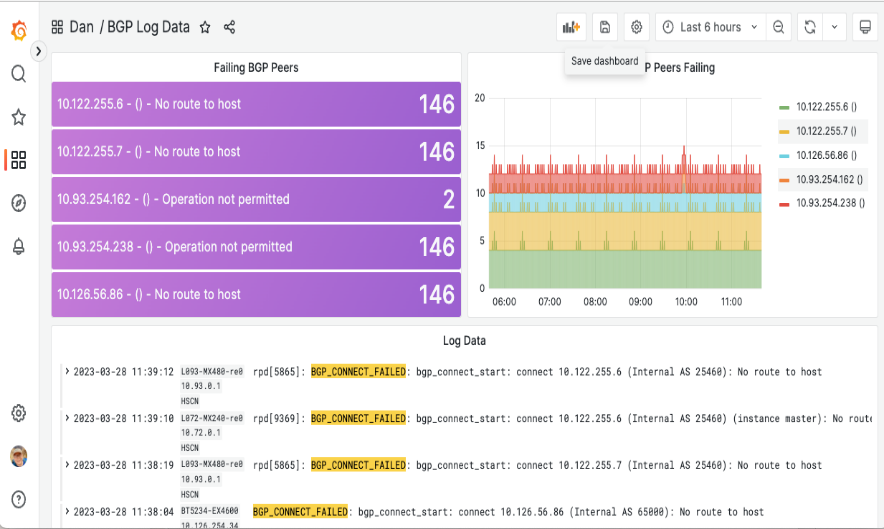 Dan / BGP Log Data
Last 6 hours
Save dashboard
Failing BGP Peers
10.122.255.6 - () - No route to host 146
10.122.255.7 - () - No route to host 146
10.93.254.162 - () - Operation not permitted 2
10.93.254.238 - () - Operation not permitted 146
10.126.56.86 - () - No route to host 146
P Peers Failing
20
15
10
5
0
06:00 07:00 08:00 09:00 10:00 11:00
10.122.255.6 ()
10.122.255.7 ()
10.126.56.86 ()
10.93.254.162 ()
10.93.254.238 ()
Log Data
2023-03-28 11:39:12 L093-MX480-re0 rpd[5865]: BGP_CONNECT_FAILED: bgp_connect_start: connect 10.122.255.6 (Internal AS 25460): No route to host
10.93.0.1
HSCN
2023-03-28 11:39:10 L072-MX240-re0 rpd[9369]: BGP_CONNECT_FAILED: bgp_connect_start: connect 10.122.255.6 (Internal AS 25460) (instance master): No route
10.72.0.1
HSCN
2023-03-28 11:38:19 L093-MX480-re0 rpd[5865]: BGP_CONNECT_FAILED: bgp_connect_start: connect 10.122.255.7 (Internal AS 25460): No route to host
10.93.0.1
HSCN
2023-03-28 11:38:04 BT5234-EX4600 BGP_CONNECT_FAILED: bgp_connect_start: connect 10.126.56.86 (Internal AS 65000): No route to host
10.126.254.34